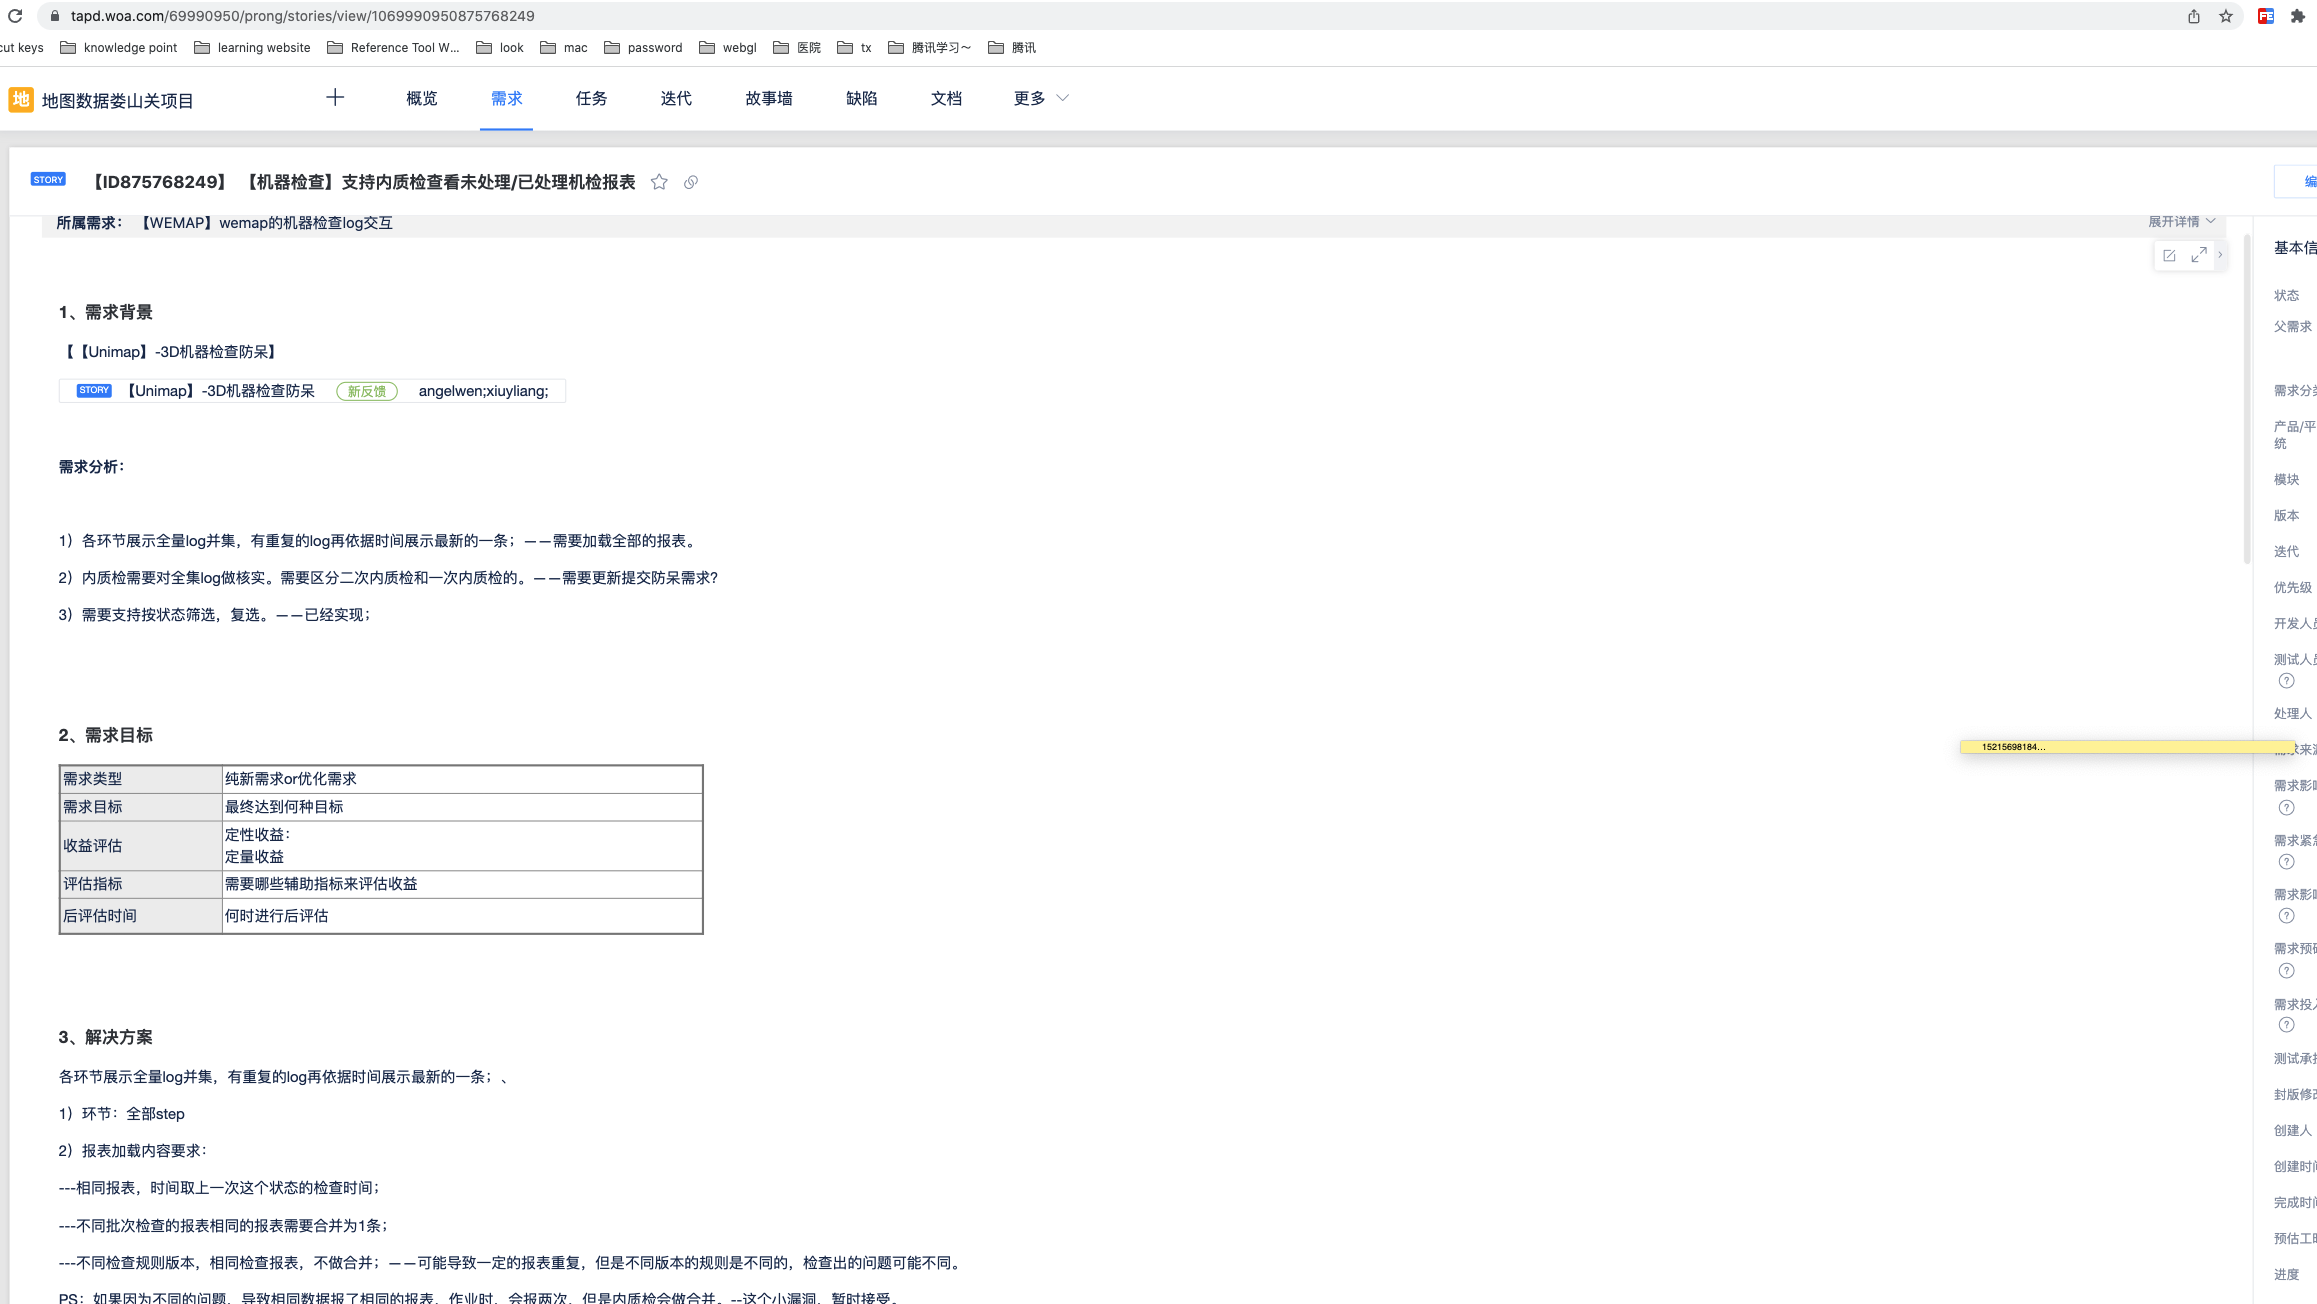 tapd.woa.com/69990950/prong/stories/view/1069990950875768249
cut keys knowledge point learning website Reference Tool W... look mac password webgl 医院 tx 腾讯学习~ 腾讯
地 地图数据娄山关项目 概览 需求 任务 迭代 故事墙 缺陷 文档 更多
STORY 【ID875768249】 【机器检查】支持内质检查看未处理/已处理机检报表 编
所属需求： 【WEMAP】wemap的机器检查log交互 展开详情
基本信
1、需求背景
状态
父需求
【【Unimap】-3D机器检查防呆】
STORY 【Unimap】-3D机器检查防呆 新反馈 angelwen;xiuyliang;
需求分类
产品/平
统
需求分析：
模块
版本
1）各环节展示全量log并集，有重复的log再依据时间展示最新的一条；——需要加载全部的报表。
迭代
2）内质检需要对全集log做核实。需要区分二次内质检和一次内质检的。——需要更新提交防呆需求?
优先级
3）需要支持按状态筛选，复选。——已经实现；
开发人员
测试人员
处理人
2、需求目标
15215698184...
求来源
需求类型 纯新需求or优化需求
需求影响
需求目标 最终达到何种目标
收益评估 定性收益：
定量收益
需求紧急
评估指标 需要哪些辅助指标来评估收益
需求影响
后评估时间 何时进行后评估
需求预研
需求投入
3、解决方案
测试承接
各环节展示全量log并集，有重复的log再依据时间展示最新的一条；、
封版修改
1）环节：全部step
创建人
2）报表加载内容要求：
创建时间
---相同报表，时间取上一次这个状态的检查时间；
完成时间
---不同批次检查的报表相同的报表需要合并为1条；
预估工时
---不同检查规则版本，相同检查报表，不做合并；——可能导致一定的报表重复，但是不同版本的规则是不同的，检查出的问题可能不同。
进度
PS：如果因为不同的问题，导致相同数据报了相同的报表，作业时，会报两次，但是内质检会做合并。--这个小漏洞，暂时接受。